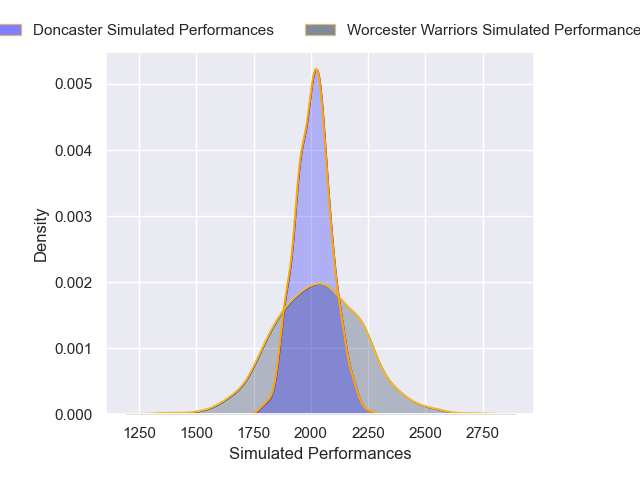 Doncaster Simulated Performances
Worcester Warriors Simulated Performance
0.005
0.004
0.003
0.002
0.001
0.000
Density
1250 1500 1750 2000 2250 2500 2750
Simulated Performances